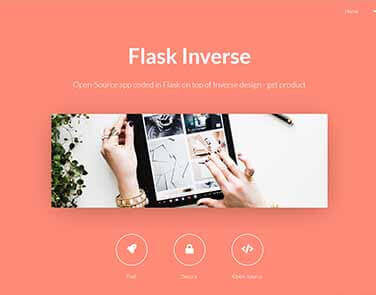 Home
Flask Inverse
Open-Source app coded in Flask on top of Inverse design - get product
Fast
Open Source